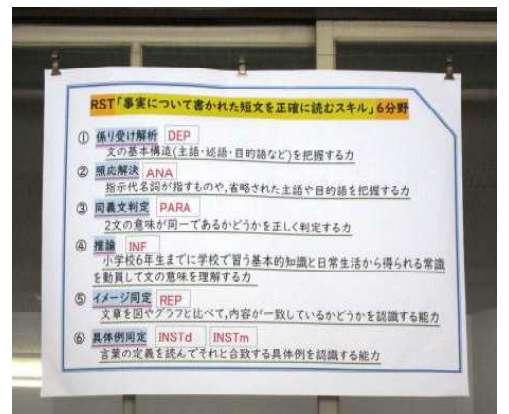 RST「事実について書かれた短文を正確に読むスキル」6分野
① 係り受け解析 DEP
文の基本構造(主語・述語・目的語など)を把握する力
② 照応解決 ANA
指示代名詞が指すものや,省略された主語や目的語を把握する力
③ 同義文判定 PARA
2文の意味が同一であるかどうかを正しく判定する力
④ 推論 INF
小学校6年生までに学校で習う基本的知識と日常生活から得られる常識
を動員して文の意味を理解する力
⑤ イメージ同定 REP
文章を図やグラフと比べて,内容が一致しているかどうかを認識する能力
⑥ 具体例同定 INSTd INSTm
言葉の定義を読んでそれと合致する具体例を認識する能力